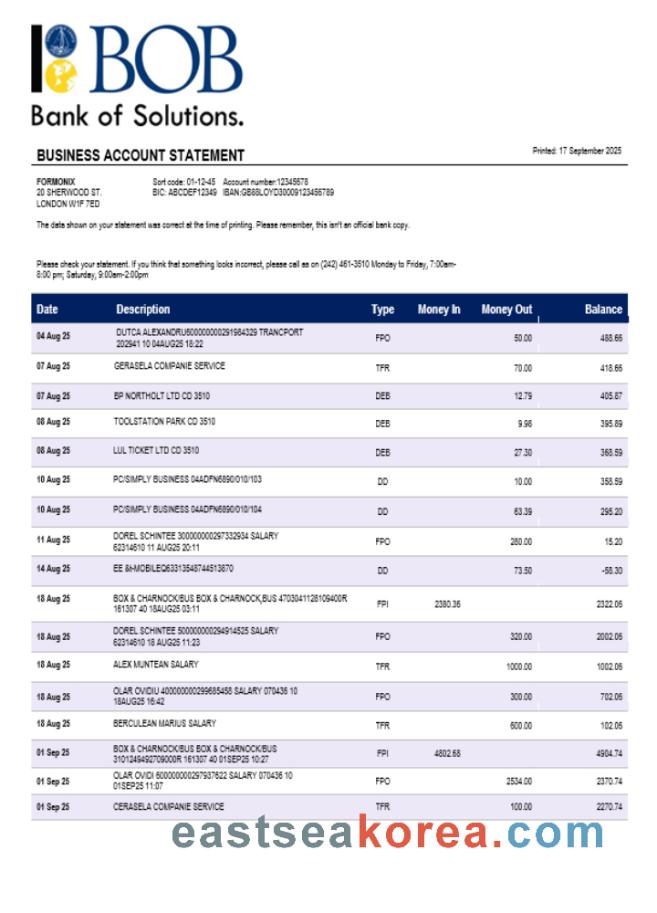 BOB
Bank of Solutions.
BUSINESS ACCOUNT STATEMENT
Printed: 17 September 2025
FORMONIX Sort code: 01-12-45 Account number:12345678
20 SHERWOOD ST. BIC: ABCDEF12349 IBAN:GB88LOYD30009123456789
LONDON W1F 7ED
The data shown on your statement was correct at the time of printing. Please remember, this isn't an official bank copy.
Please check your statement. If you think that something looks incorrect, please call as on (242) 461-3510 Monday to Friday, 7:00am-
8:00 pm; Saturday, 9:00am-2:00pm
Date Description Type Money In Money Out Balance
04 Aug 25 DUTCA ALEXANDRU600000000291984329 TRANCPORT FPO 50.00 488.66
202941 10 04AUG25 18:22
07 Aug 25 GERASELA COMPANIE SERVICE TFR 70.00 418.66
07 Aug 25 BP NORTHOLT LTD CD 3510 DEB 12.79 405.87
08 Aug 25 TOOLSTATION PARK CD 3510 DEB 9.98 395.89
08 Aug 25 LUL TICKET LTD CD 3510 DEB 27.30 368.59
10 Aug 25 PC/SIMPLY BUSINESS 04ADFN6890/010/103 DD 10.00 358.59
10 Aug 25 PC/SIMPLY BUSINESS 04ADFN6890/010/104 DD 63.39 295.20
11 Aug 25 DOREL SCHINTEE 300000000297332934 SALARY FPO 280.00 15.20
62314610 11 AUG25 20:11
14 Aug 25 EE &I-MOBILEQ63313548744513870 DD 73.50 -58.30
18 Aug 25 BOX & CHARNOCK/BUS BOX & CHARNOCK,BUS 4703041128109400R FPI 2380.36 2322.06
161307 40 18AUG25 03:11
18 Aug 25 DOREL SCHINTEE 500000000294914525 SALARY FPO 320.00 2002.06
62314610 18 AUG25 11:23
18 Aug 25 ALEX MUNTEAN SALARY TFR 1000.00 1002.06
18 Aug 25 OLAR OVIDIU 400000000299685458 SALARY 070436 10 FPO 300.00 702.06
18AUG25 16:42
18 Aug 25 BERCULEAN MARIUS SALARY TFR 600.00 102.06
01 Sep 25 BOX & CHARNOCK/BUS BOX & CHARNOCK/BUS FPI 4802.68 4904.74
3101249492709000R 161307 40 01SEP25 10:27
01 Sep 25 OLAR OVIDI 600000000297937622 SALARY 070436 10 FPO 2534.00 2370.74
01SEP25 11:07
01 Sep 25 CERASELA COMPANIE SERVICE TFR 100.00 2270.74
eastseakorea.com